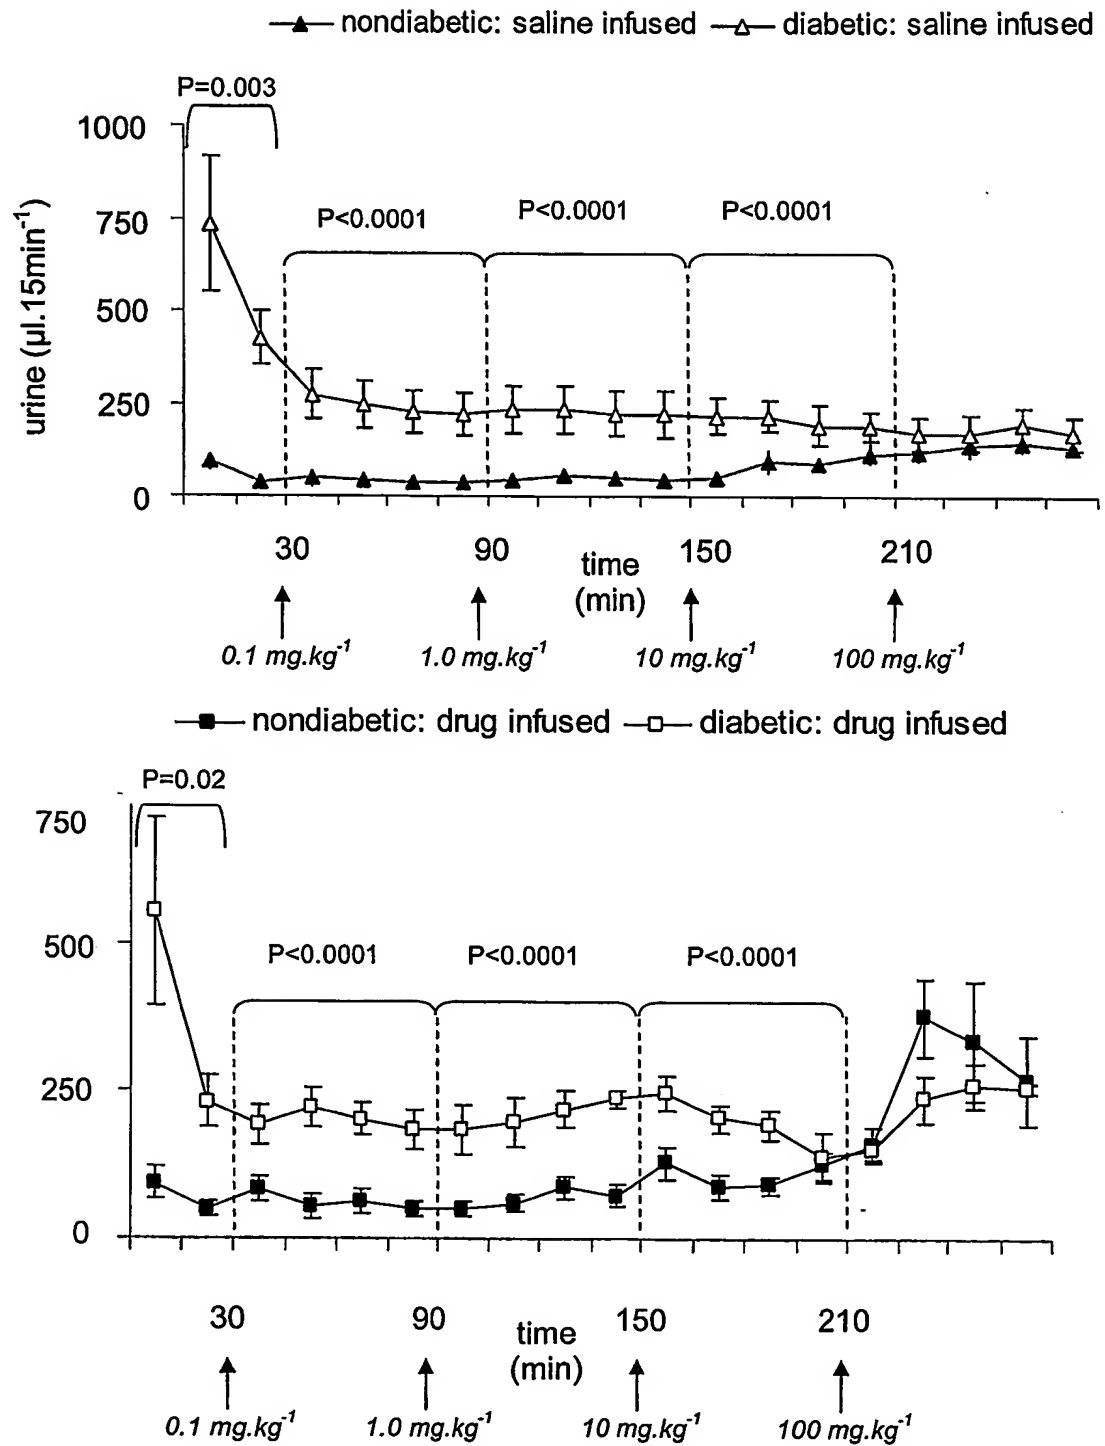 nondiabetic: saline infused diabetic: saline infused
P=0.003
1000
750
500
250
0
urine (µl.15min⁻¹)
P<0.0001 P<0.0001 P<0.0001
30 90 150 210
time
(min)
0.1 mg.kg⁻¹ 1.0 mg.kg⁻¹ 10 mg.kg⁻¹ 100 mg.kg⁻¹
nondiabetic: drug infused diabetic: drug infused
P=0.02
750
500
250
0
P<0.0001 P<0.0001 P<0.0001
30 90 150 210
time
(min)
0.1 mg.kg⁻¹ 1.0 mg.kg⁻¹ 10 mg.kg⁻¹ 100 mg.kg⁻¹